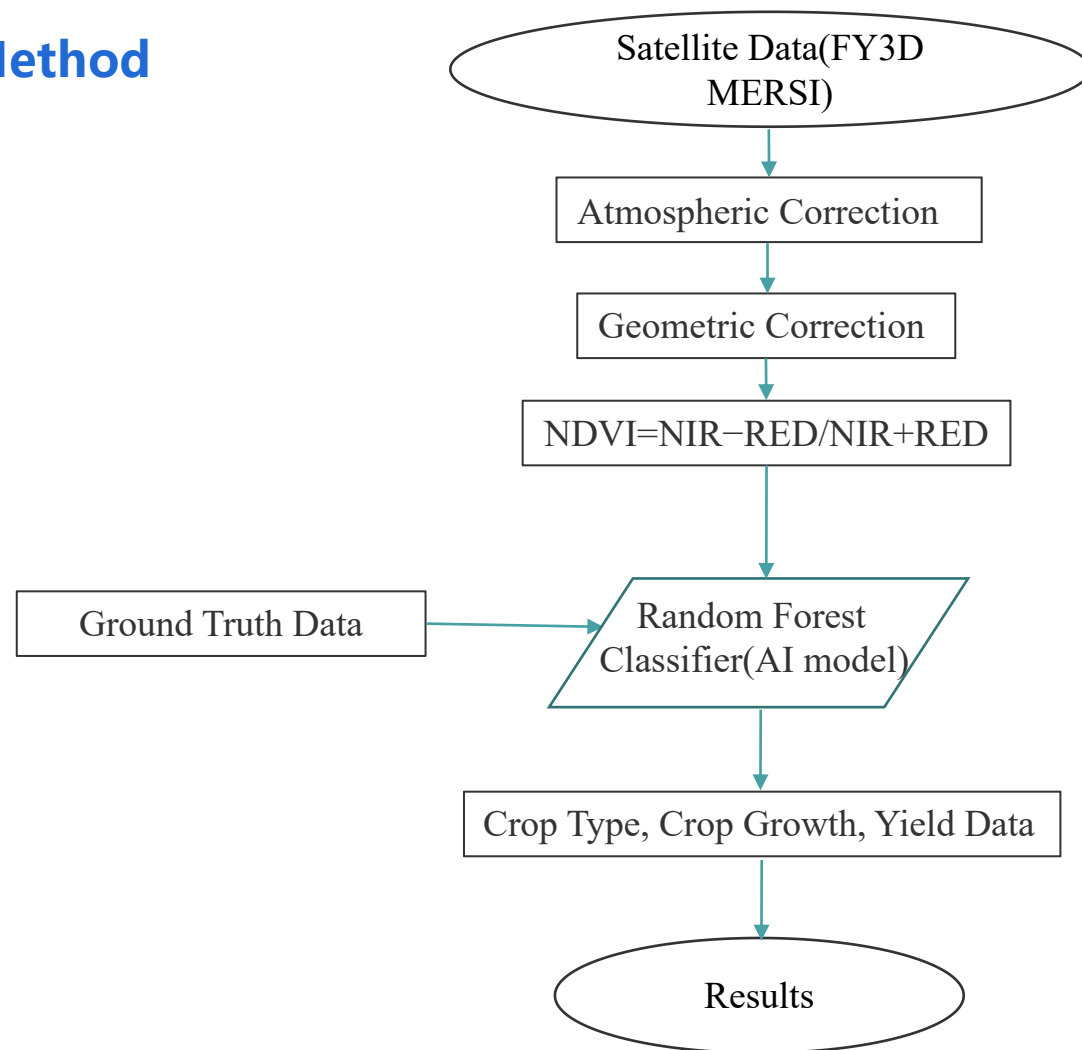 Method
Satellite Data(FY3D
MERSI)
Atmospheric Correction
Geometric Correction
NDVI=NIR−RED/NIR+RED
Ground Truth Data
Random Forest
Classifier(AI model)
Crop Type, Crop Growth, Yield Data
Results